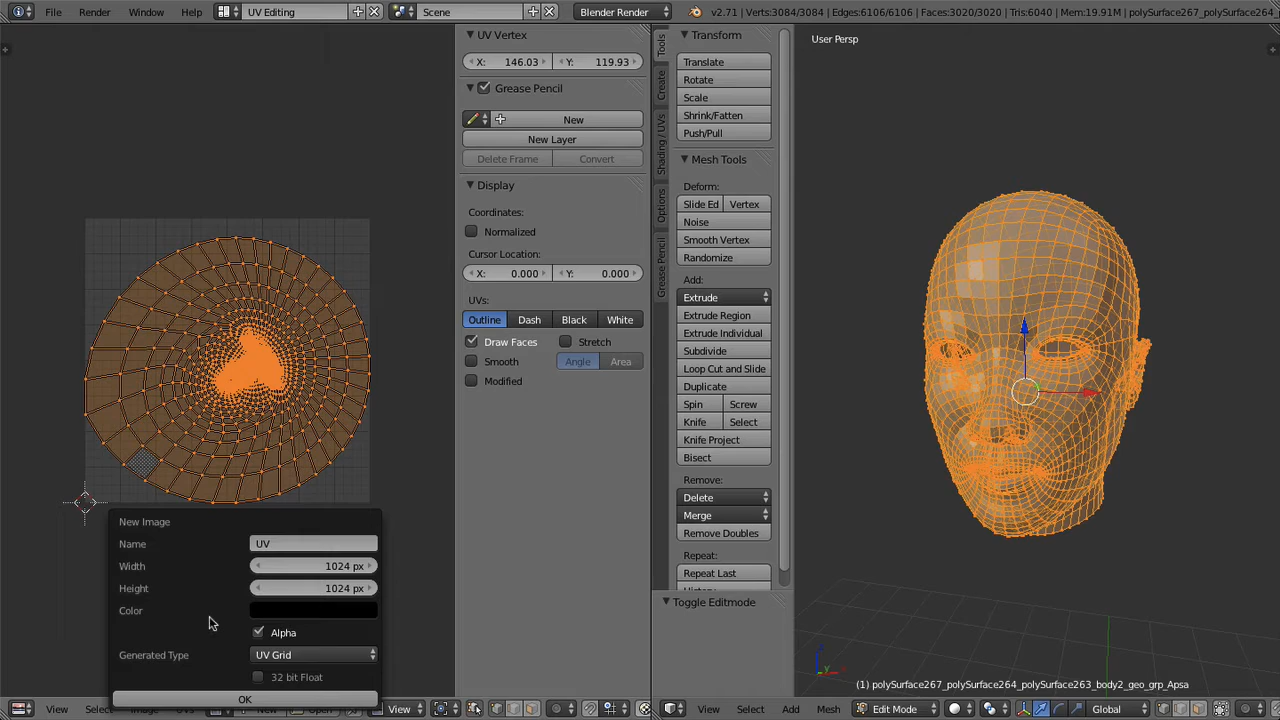 File Render Window Help UV Editing Scene Blender Render v2.71 | Verts:3084/3084 | Edges:6106/6106 | Faces:3020/3020 | Tris:6040 | Mem:19.91M | polySurface267_polySurface264_
UV Vertex
X: 146.03 Y: 119.93
Grease Pencil
New
New Layer
Delete Frame Convert
Display
Coordinates:
Normalized
Cursor Location:
X: 0.000 Y: 0.000
UVs:
Outline Dash Black White
Draw Faces Stretch
Smooth Angle Area
Modified
New Image
Name UV
Width 1024 px
Height 1024 px
Color
Alpha
Generated Type UV Grid
32 bit Float
OK
View Select Image UVs Open View
Tools
Create
Shading / UVs
Options
Grease Pencil
Transform
Translate
Rotate
Scale
Shrink/Fatten
Push/Pull
Mesh Tools
Deform:
Slide Ed Vertex
Noise
Smooth Vertex
Randomize
Add:
Extrude
Extrude Region
Extrude Individual
Subdivide
Loop Cut and Slide
Duplicate
Spin Screw
Knife Select
Knife Project
Bisect
Remove:
Delete
Merge
Remove Doubles
Repeat:
Repeat Last
History...
Toggle Editmode
User Persp
(1) polySurface267_polySurface264_polySurface263_body2_geo_grp_Apsa
View Select Add Mesh Edit Mode Global